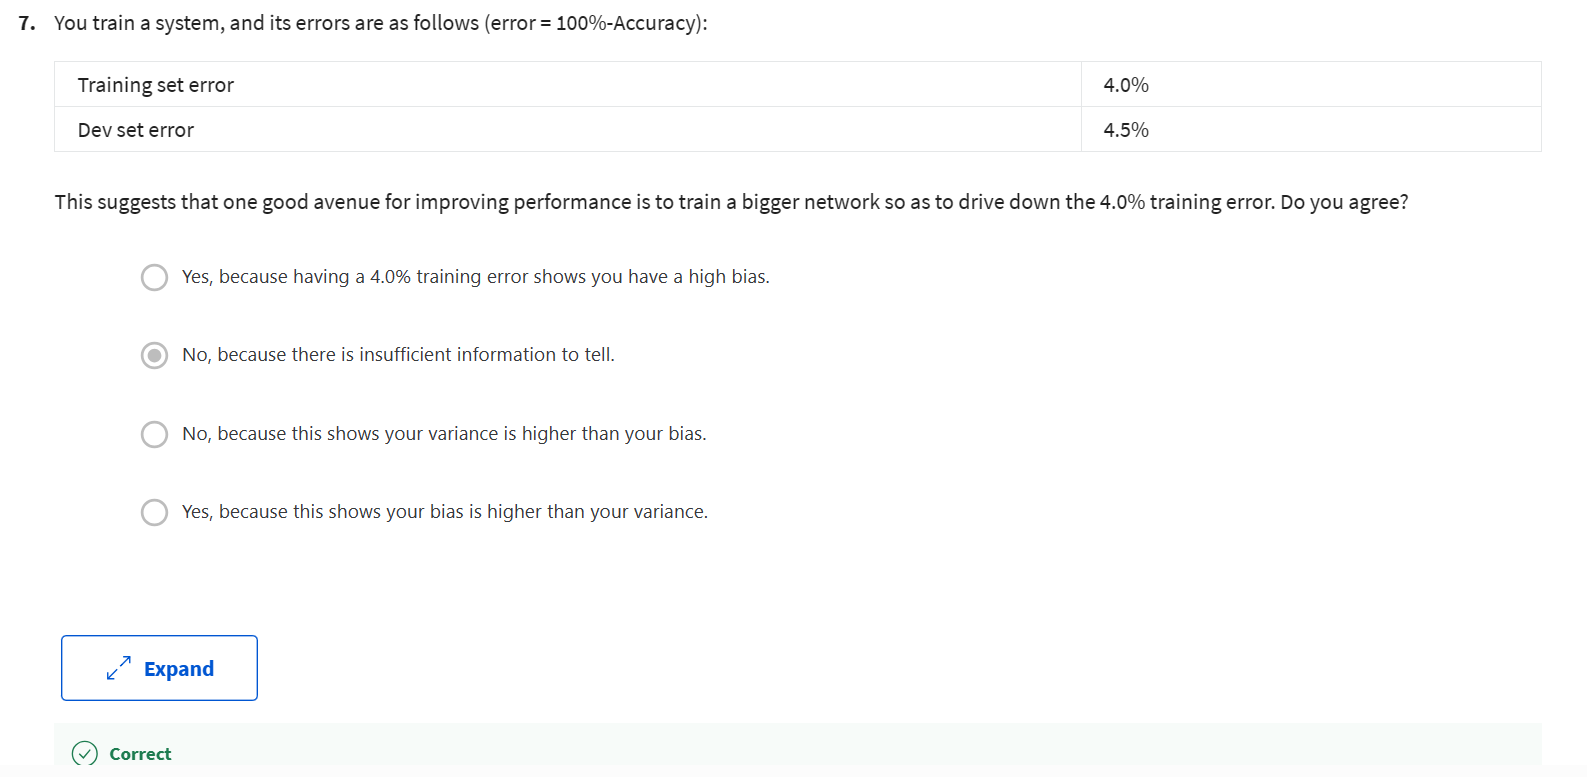 7. You train a system, and its errors are as follows (error = 100%-Accuracy):
Training set error 4.0%
Dev set error 4.5%
This suggests that one good avenue for improving performance is to train a bigger network so as to drive down the 4.0% training error. Do you agree?
Yes, because having a 4.0% training error shows you have a high bias.
No, because there is insufficient information to tell.
No, because this shows your variance is higher than your bias.
Yes, because this shows your bias is higher than your variance.
Expand
Correct